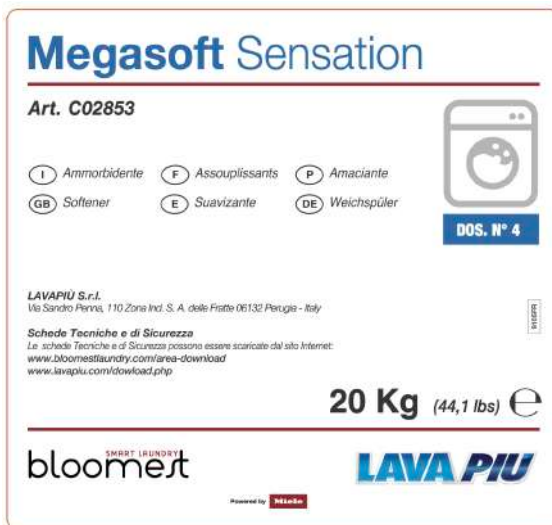 Megasoft Sensation
Art. C02853
I Ammorbidente F Assouplissants P Amaciante
GB Softener E Suavizante DE Weichspüler
DOS. N° 4
LAVAPIÙ S.r.l.
Via Sandro Penna, 110 Zona Ind. S. A. delle Fratte 06132 Perugia - Italy
Schede Tecniche e di Sicurezza
Le schede Tecniche e di Sicurezza possono essere scaricate dal sito Internet:
www.bloomestlaundry.com/area-download
www.lavapiu.com/dowload.php
20 Kg (44,1 lbs) ℮
SMART LAUNDRY
bloomest
LAVA PIU
Powered by Miele